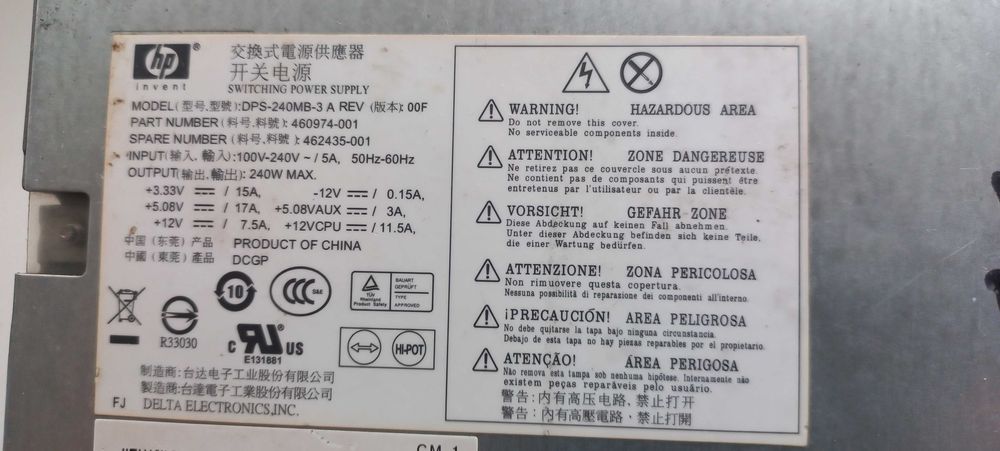 hp
invent
®
交換式電源供應器
开关电源
SWITCHING POWER SUPPLY
MODEL(型号,型號):DPS-240MB-3 A REV (版本): 00F
PART NUMBER (料号,料號): 460974-001
SPARE NUMBER (料号,料號): 462435-001
INPUT(输入, 輸入):100V-240V ~ / 5A, 50Hz-60Hz
OUTPUT(输出, 輸出): 240W MAX.
+3.33V / 15A, -12V / 0.15A,
+5.08V / 17A, +5.08VAUX / 3A,
+12V / 7.5A, +12VCPU / 11.5A,
中国 (东莞) 产品 PRODUCT OF CHINA
中國 (東莞) 產品 DCGP
10
CCC S&E
TÜV Rheinland Product Safety
BAUART GEPRÜFT
TYPE APPROVED
R33030
c RU US
E131881
HI-POT
制造商:台达电子工业股份有限公司
製造商:台達電子工業股份有限公司
FJ DELTA ELECTRONICS,INC.
WARNING! HAZARDOUS AREA
Do not remove this cover.
No serviceable components inside.
ATTENTION! ZONE DANGEREUSE
Ne retirez pas ce couvercle sous aucun prétexte.
Ne contient pas de composants qui puissent être
entretenus par l'utilisateur ou par la clientèle.
VORSICHT! GEFAHR ZONE
Diese Abdeckung auf keinen Fall abnehmen.
Unter dieser Abdeckung befinden sich keine Teile,
die einer Wartung bedürfen.
ATTENZIONE! ZONA PERICOLOSA
Non rimuovere questa copertura.
Nessuna possibilità di reparazione dei componenti all'interno.
¡PRECAUCIÓN! AREA PELIGROSA
No debe quitarse la tapa bajo ninguna circunstancia.
Debajo de esta tapa no hay piezas reparables por el propietario.
ATENÇÃO! ÁREA PERIGOSA
Não remova esta tampa sob nenhuma hipótese. Internamente não
existem peças reparáveis pelo usuário.
警告: 内有高压电路, 禁止打开
警告: 內有高壓電路, 禁止打開